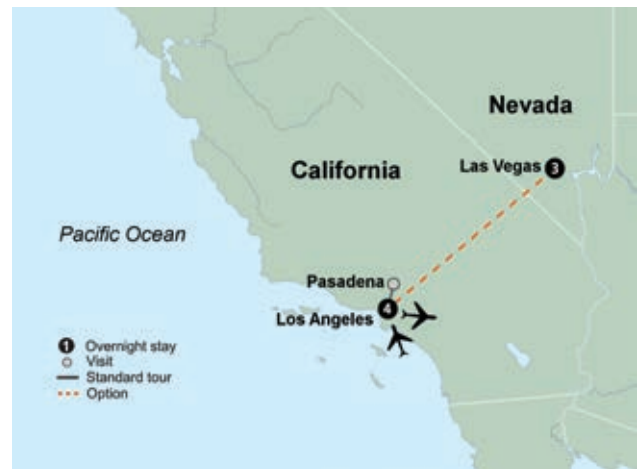 Nevada
Las Vegas 3
California
Pacific Ocean
Pasadena
4
Los Angeles
1 Overnight stay
Visit
Standard tour
Option